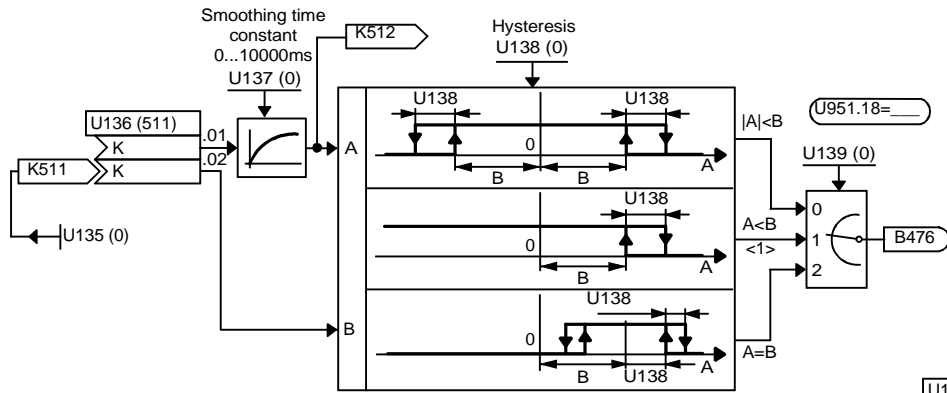 Smoothing time
constant
0...10000ms
U137 (0)
K512
Hysteresis
U138 (0)
U136 (511)
K
K
.01
.02
K511
U135 (0)
A
B
U138
U138
0
B
B
A
|A|<B
U138
0
B
A
A<B
<1>
U138
0
B
U138
A
A=B
U951.18=___
U139 (0)
0
1
2
B476
U1